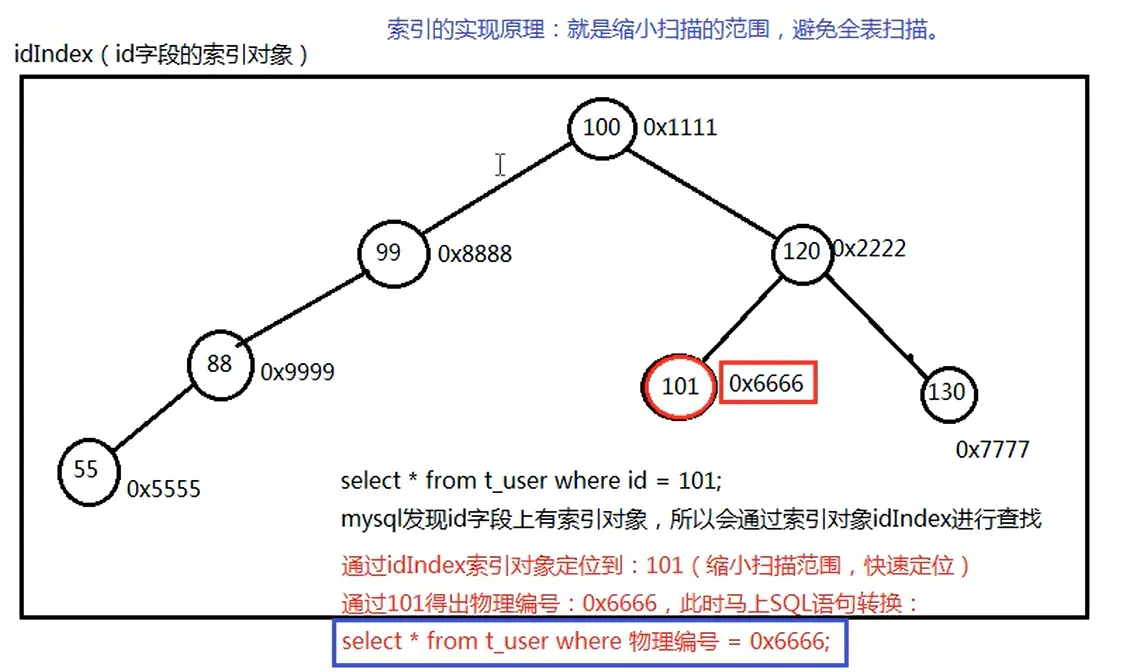 索引的实现原理：就是缩小扫描的范围，避免全表扫描。
idIndex（id字段的索引对象）
100 0x1111
99 0x8888
120 0x2222
88 0x9999
101 0x6666
130
0x7777
55 0x5555
select * from t_user where id = 101;
mysql发现id字段上有索引对象，所以会通过索引对象idIndex进行查找
通过idIndex索引对象定位到：101（缩小扫描范围，快速定位）
通过101得出物理编号：0x6666，此时马上SQL语句转换：
select * from t_user where 物理编号 = 0x6666;